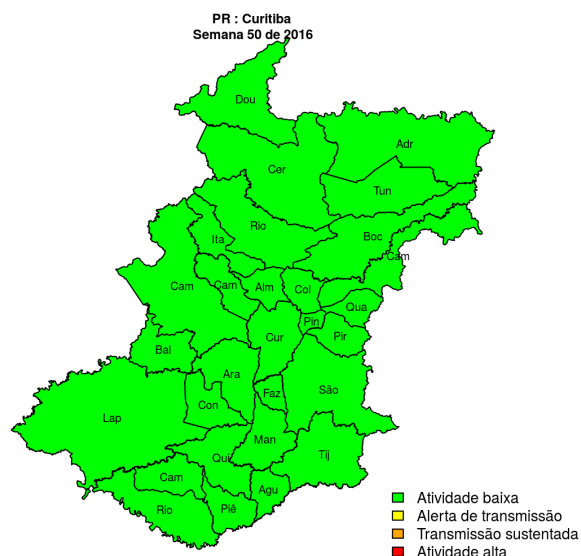 PR : Curitiba
Semana 50 de 2016
Dou
Adr
Cer
Tun
Rio
Boc
Ita
Cam
Cam
Cam
Alm
Col
Qua
Pin
Cur
Pir
Bal
Ara
Faz
São
Con
Lap
Man
Qui
Tij
Cam
Agu
Rio
Piê
Atividade baixa
Alerta de transmissão
Transmissão sustentada
Atividade alta